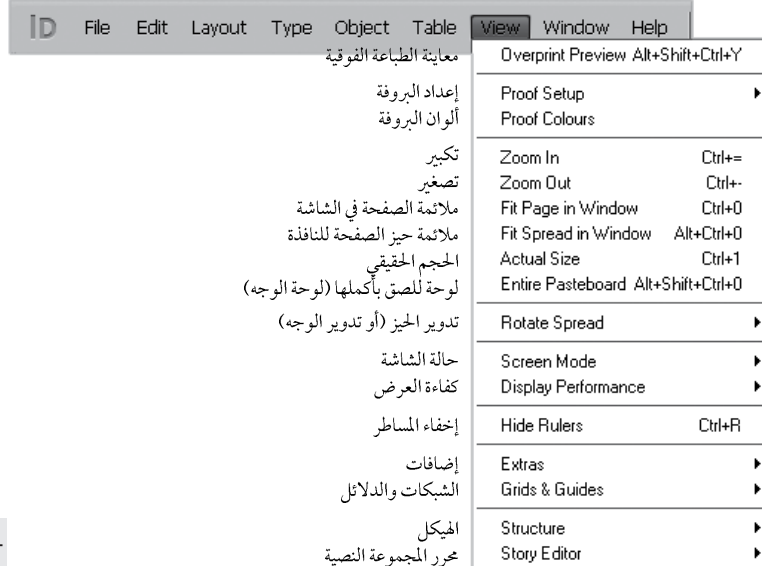 ID File Edit Layout Type Object Table View Window Help
معاينة الطباعة الفوقية Overprint Preview Alt+Shift+Ctrl+Y
إعداد البروفة Proof Setup
ألوان البروفة Proof Colours
تكبير Zoom In Ctrl+=
تصغير Zoom Out Ctrl+-
ملائمة الصفحة في الشاشة Fit Page in Window Ctrl+0
ملائمة حيز الصفحة للنافذة Fit Spread in Window Alt+Ctrl+0
الحجم الحقيقي Actual Size Ctrl+1
لوحة للصق بأكملها (لوحة الوجه) Entire Pasteboard Alt+Shift+Ctrl+0
تدوير الحيز (أو تدوير الوجه) Rotate Spread
حالة الشاشة Screen Mode
كفاءة العرض Display Performance
إخفاء المساطر Hide Rulers Ctrl+R
إضافات Extras
الشبكات والدلائل Grids & Guides
الهيكل Structure
محرر المجموعة النصية Story Editor